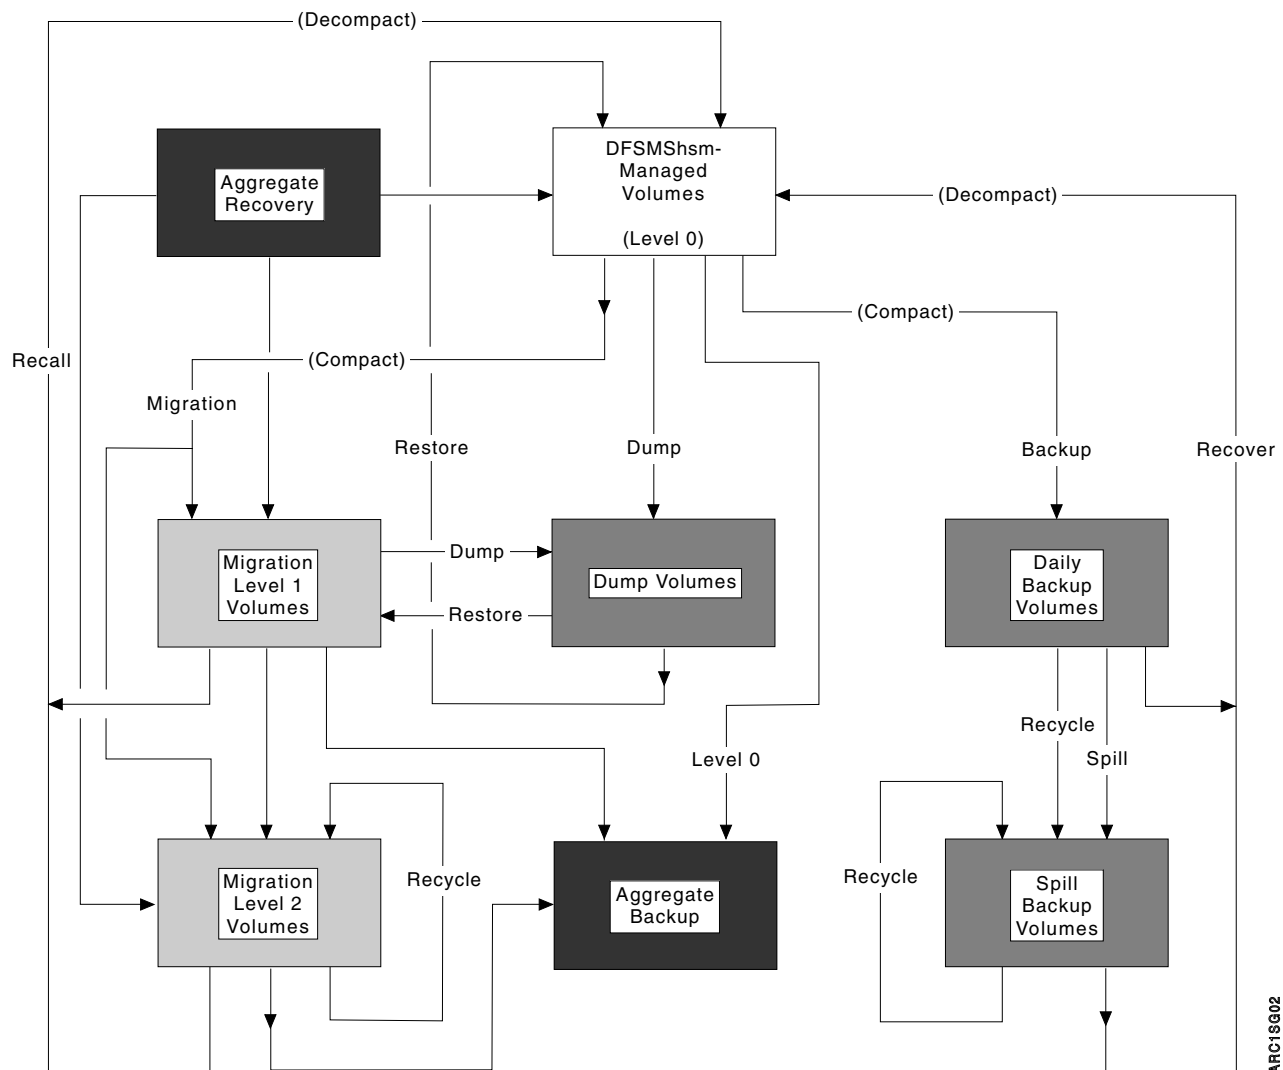 (Decompact)
DFSMShsm-
Managed
Volumes
(Level 0)
Aggregate
Recovery
(Decompact)
(Compact)
(Compact)
Recall
Migration
Restore
Dump
Backup
Recover
Migration
Level 1
Volumes
Dump
Restore
Dump Volumes
Daily
Backup
Volumes
Recycle
Spill
Level 0
Migration
Level 2
Volumes
Recycle
Aggregate
Backup
Recycle
Spill
Backup
Volumes
ARC1SG02